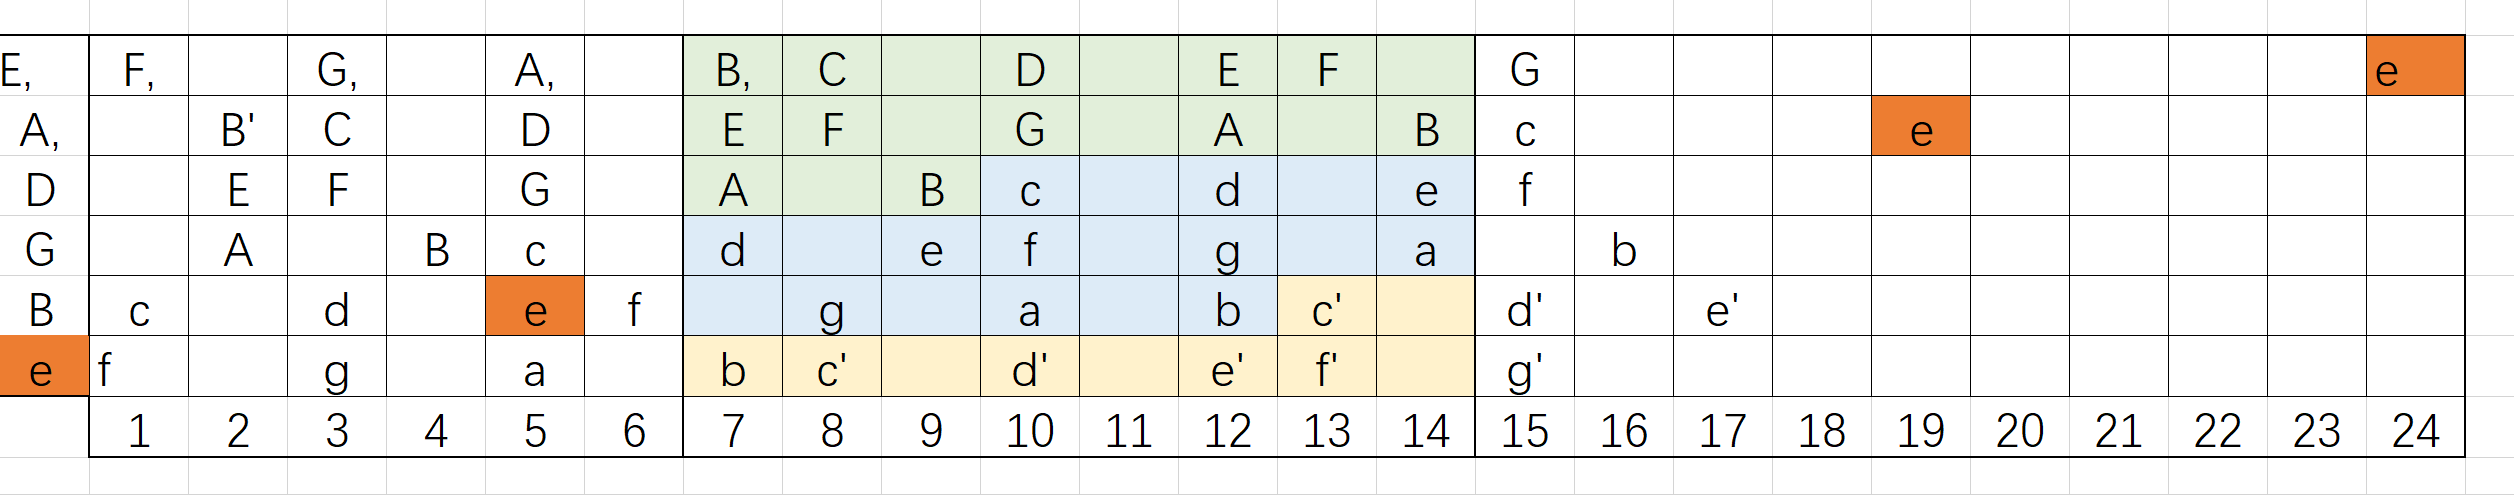 E, F, G, A, B, C D E F G e
A, B' C D E F G A B c e
D E F G A B c d e f
G A B c d e f g a b
B c d e f g a b c' d' e'
e f g a b c' d' e' f' g'
1 2 3 4 5 6 7 8 9 10 11 12 13 14 15 16 17 18 19 20 21 22 23 24